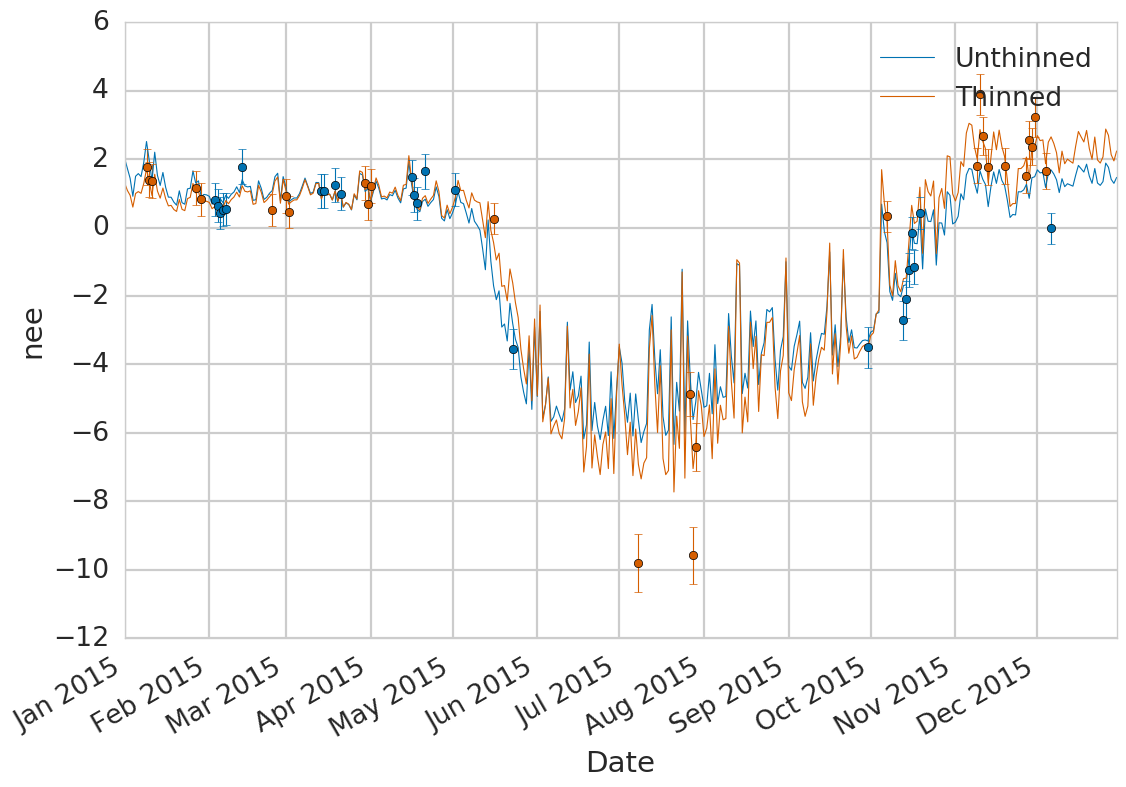 6
4
2
0
−2
−4
−6
−8
−10
−12
nee
Unthinned
Thinned
Jan 2015
Feb 2015
Mar 2015
Apr 2015
May 2015
Jun 2015
Jul 2015
Aug 2015
Sep 2015
Oct 2015
Nov 2015
Dec 2015
Date